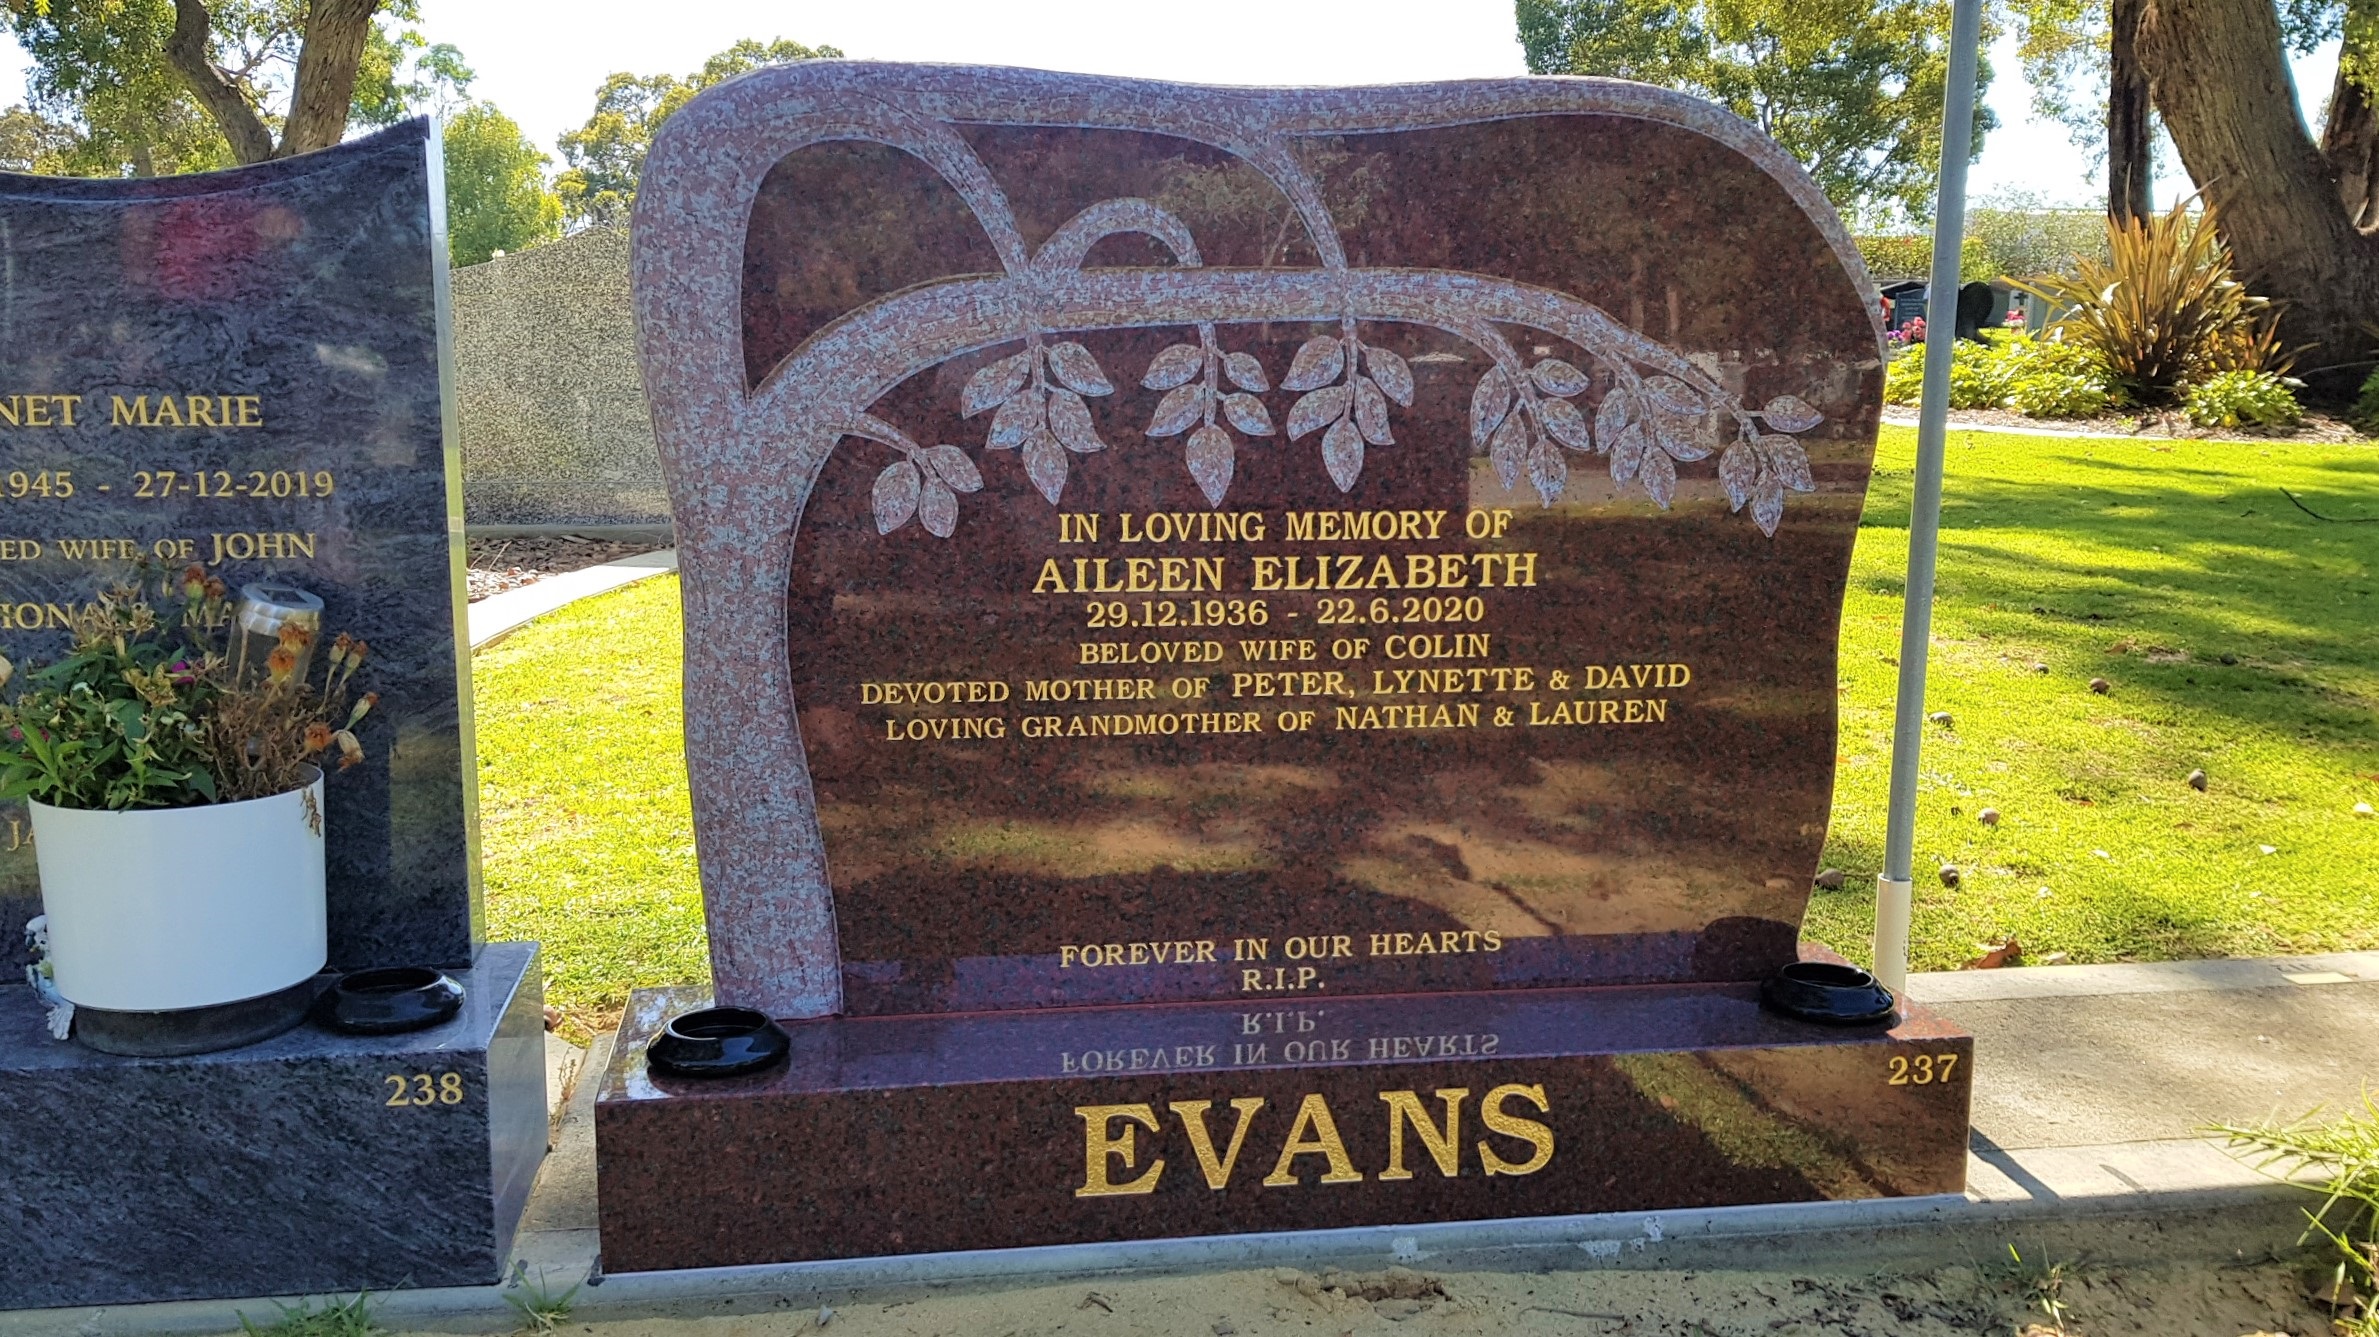 MARIE
1945 - 27-12-2019
WIFE OF JOHN
238
IN LOVING MEMORY OF
AILEEN ELIZABETH
29.12.1936 - 22.6.2020
BELOVED WIFE OF COLIN
DEVOTED MOTHER OF PETER, LYNETTE & DAVID
LOVING GRANDMOTHER OF NATHAN & LAUREN
FOREVER IN OUR HEARTS
R.I.P.
237
EVANS